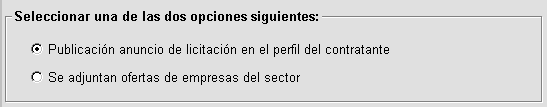 Seleccionar una de las dos opciones siguientes:
Publicación anuncio de licitación en el perfil del contratante
Se adjuntan ofertas de empresas del sector